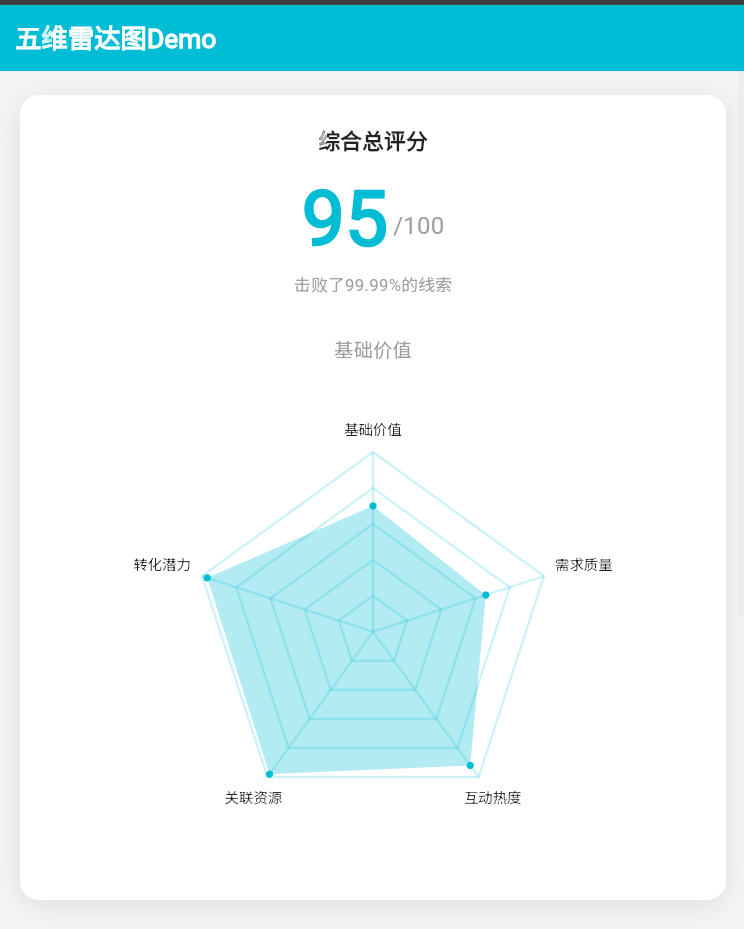 五维雷达图Demo
综合总评分
95 /100
击败了99.99%的线索
基础价值
基础价值
转化潜力
需求质量
关联资源
互动热度